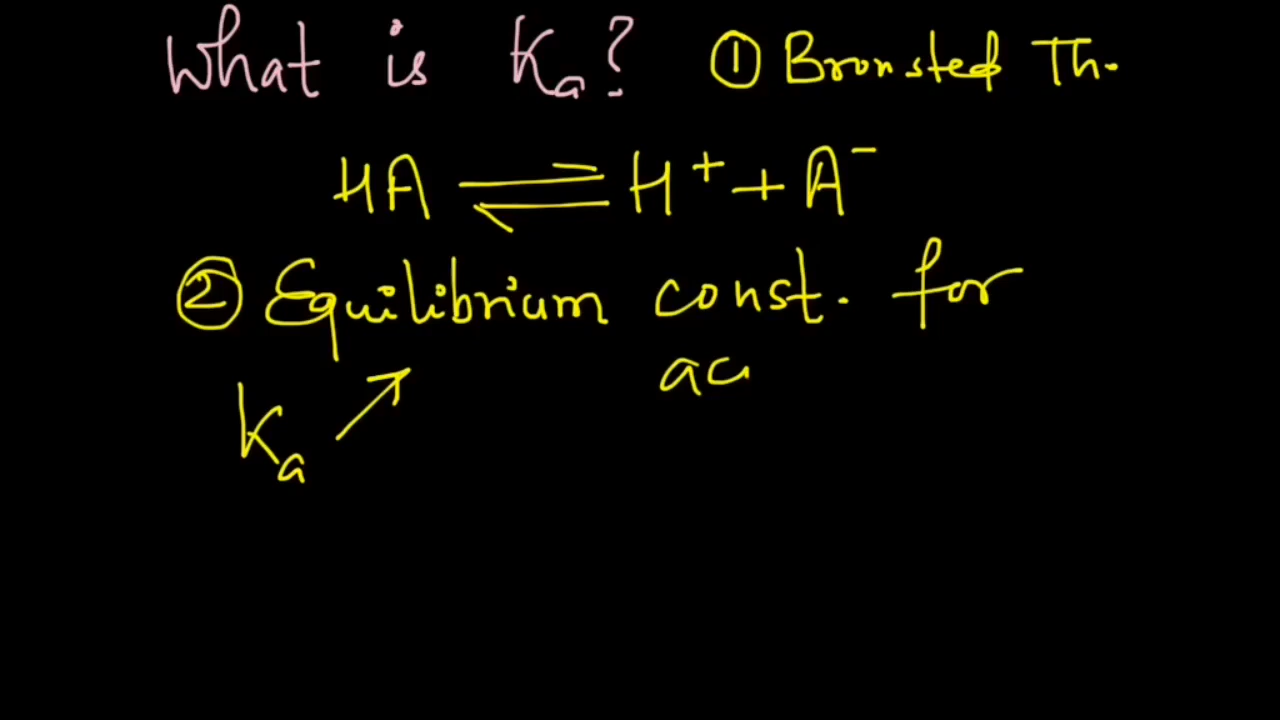 What is Ka? ① Bronsted Th.
HA ⇌ H⁺ + A⁻
② Equilibrium const. for
ac
Ka ↗